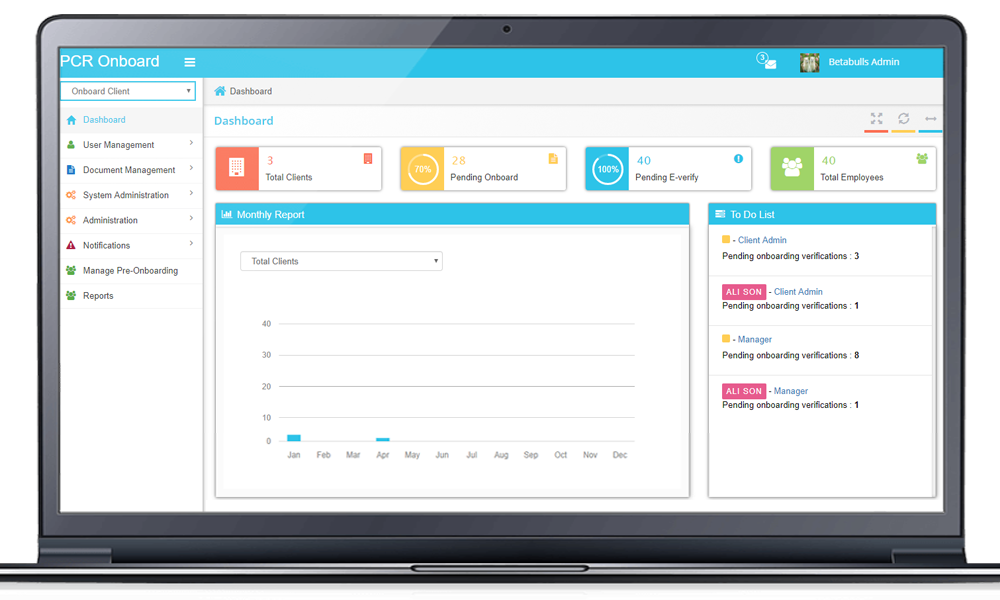 PCR Onboard
3
Betabulls Admin
Onboard Client
Dashboard
Dashboard
User Management
Document Management
System Administration
Administration
Notifications
Manage Pre-Onboarding
Reports
Dashboard
3
Total Clients
70%
28
Pending Onboard
100%
40
Pending E-verify
40
Total Employees
Monthly Report
Total Clients
40
30
20
10
0
Jan Feb Mar Apr May Jun Jul Aug Sep Oct Nov Dec
To Do List
- Client Admin
Pending onboarding verifications : 3
ALI SON - Client Admin
Pending onboarding verifications : 1
- Manager
Pending onboarding verifications : 8
ALI SON - Manager
Pending onboarding verifications : 1